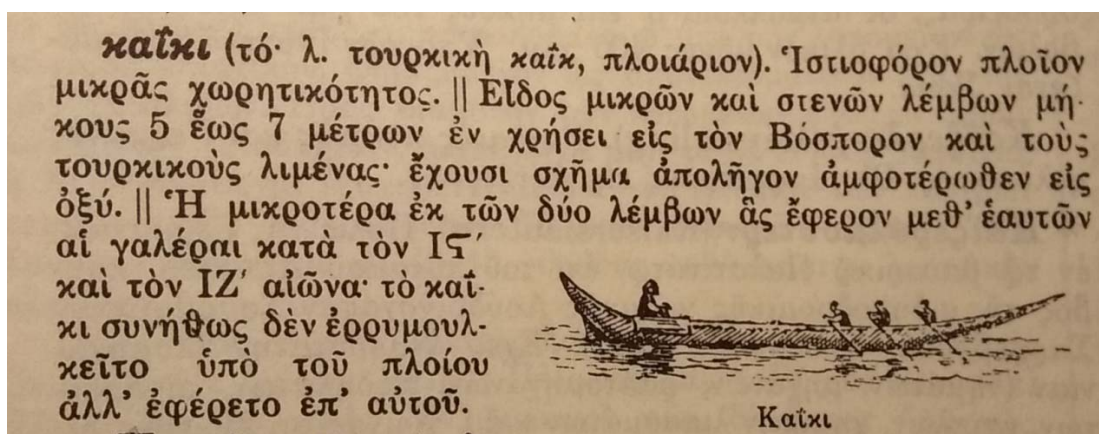 καΐκι (τό· λ. τουρκικὴ καΐκ, πλοιάριον). Ἱστιοφόρον πλοῖον
μικρᾶς χωρητικότητος. || Εἶδος μικρῶν καὶ στενῶν λέμβων μή-
κους 5 ἕως 7 μέτρων ἐν χρήσει εἰς τὸν Βόσπορον καὶ τοὺς
τουρκικοὺς λιμένας· ἔχουσι σχῆμα ἀπολῆγον ἀμφοτέρωθεν εἰς
ὀξύ. || Ἡ μικροτέρα ἐκ τῶν δύο λέμβων ἃς ἔφερον μεθ' ἑαυτῶν
αἱ γαλέραι κατὰ τὸν ΙϚ′
καὶ τὸν ΙΖ′ αἰῶνα· τὸ καΐ-
κι συνήθως δὲν ἐρρυμουλ-
κεῖτο ὑπὸ τοῦ πλοίου
ἀλλ' ἐφέρετο ἐπ' αὐτοῦ.
Καΐκι